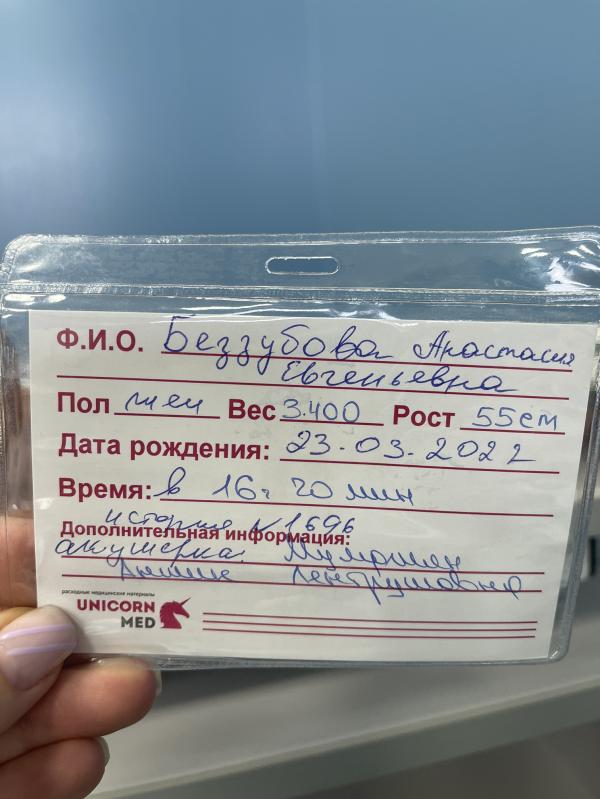 Ф.И.О. Беззубова Анастасия
Евгеньевна
Пол жен Вес 3.400 Рост 55см
Дата рождения: 23.03.2022
Время: в 16ч 20 мин
история № 1696
Дополнительная информация:
акушерка
расходные медицинские материалы
UNICORN
MED